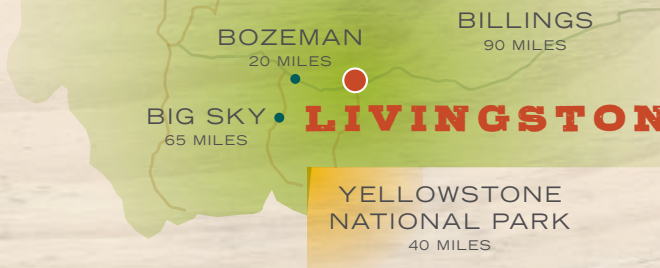 BILLINGS
90 MILES
BOZEMAN
20 MILES
BIG SKY
65 MILES
LIVINGSTON
YELLOWSTONE
NATIONAL PARK
40 MILES